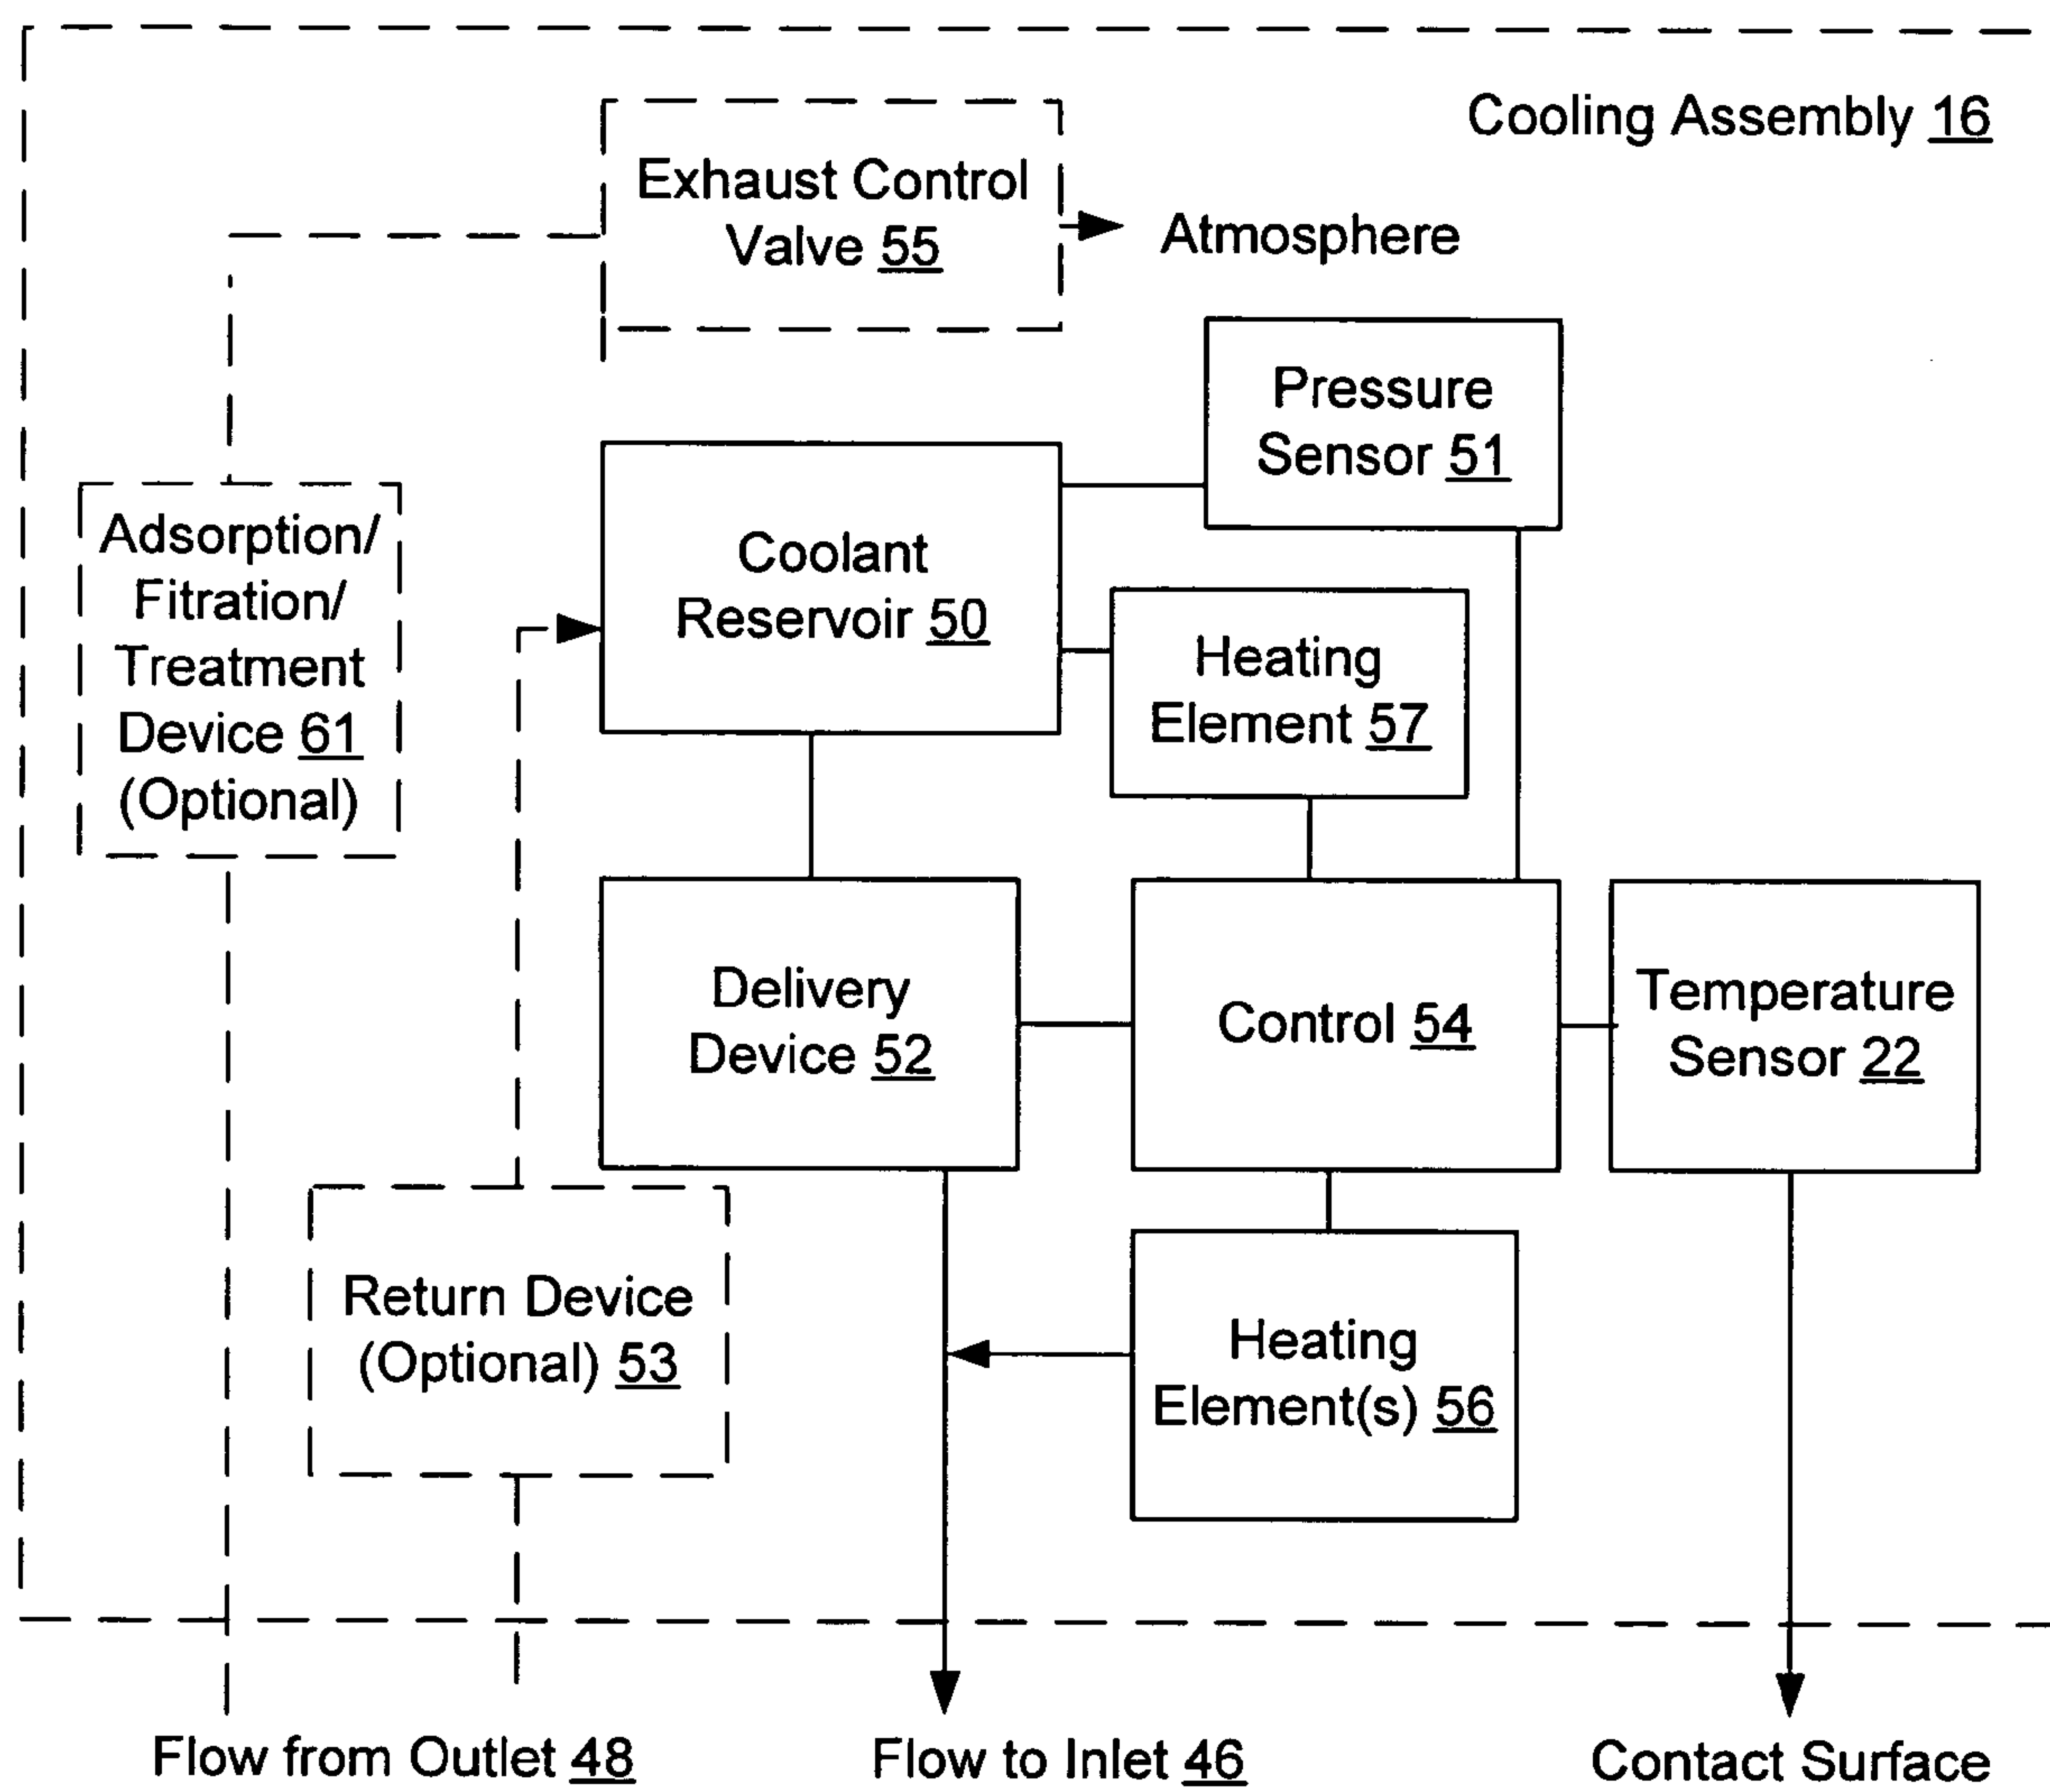 Cooling Assembly 16
Exhaust Control
Valve 55
Atmosphere
Pressure
Sensor 51
Adsorption/
Fitration/
Treatment
Device 61
(Optional)
Coolant
Reservoir 50
Heating
Element 57
Delivery
Device 52
Control 54
Temperature
Sensor 22
Return Device
(Optional) 53
Heating
Element(s) 56
Flow from Outlet 48
Flow to Inlet 46
Contact Surface